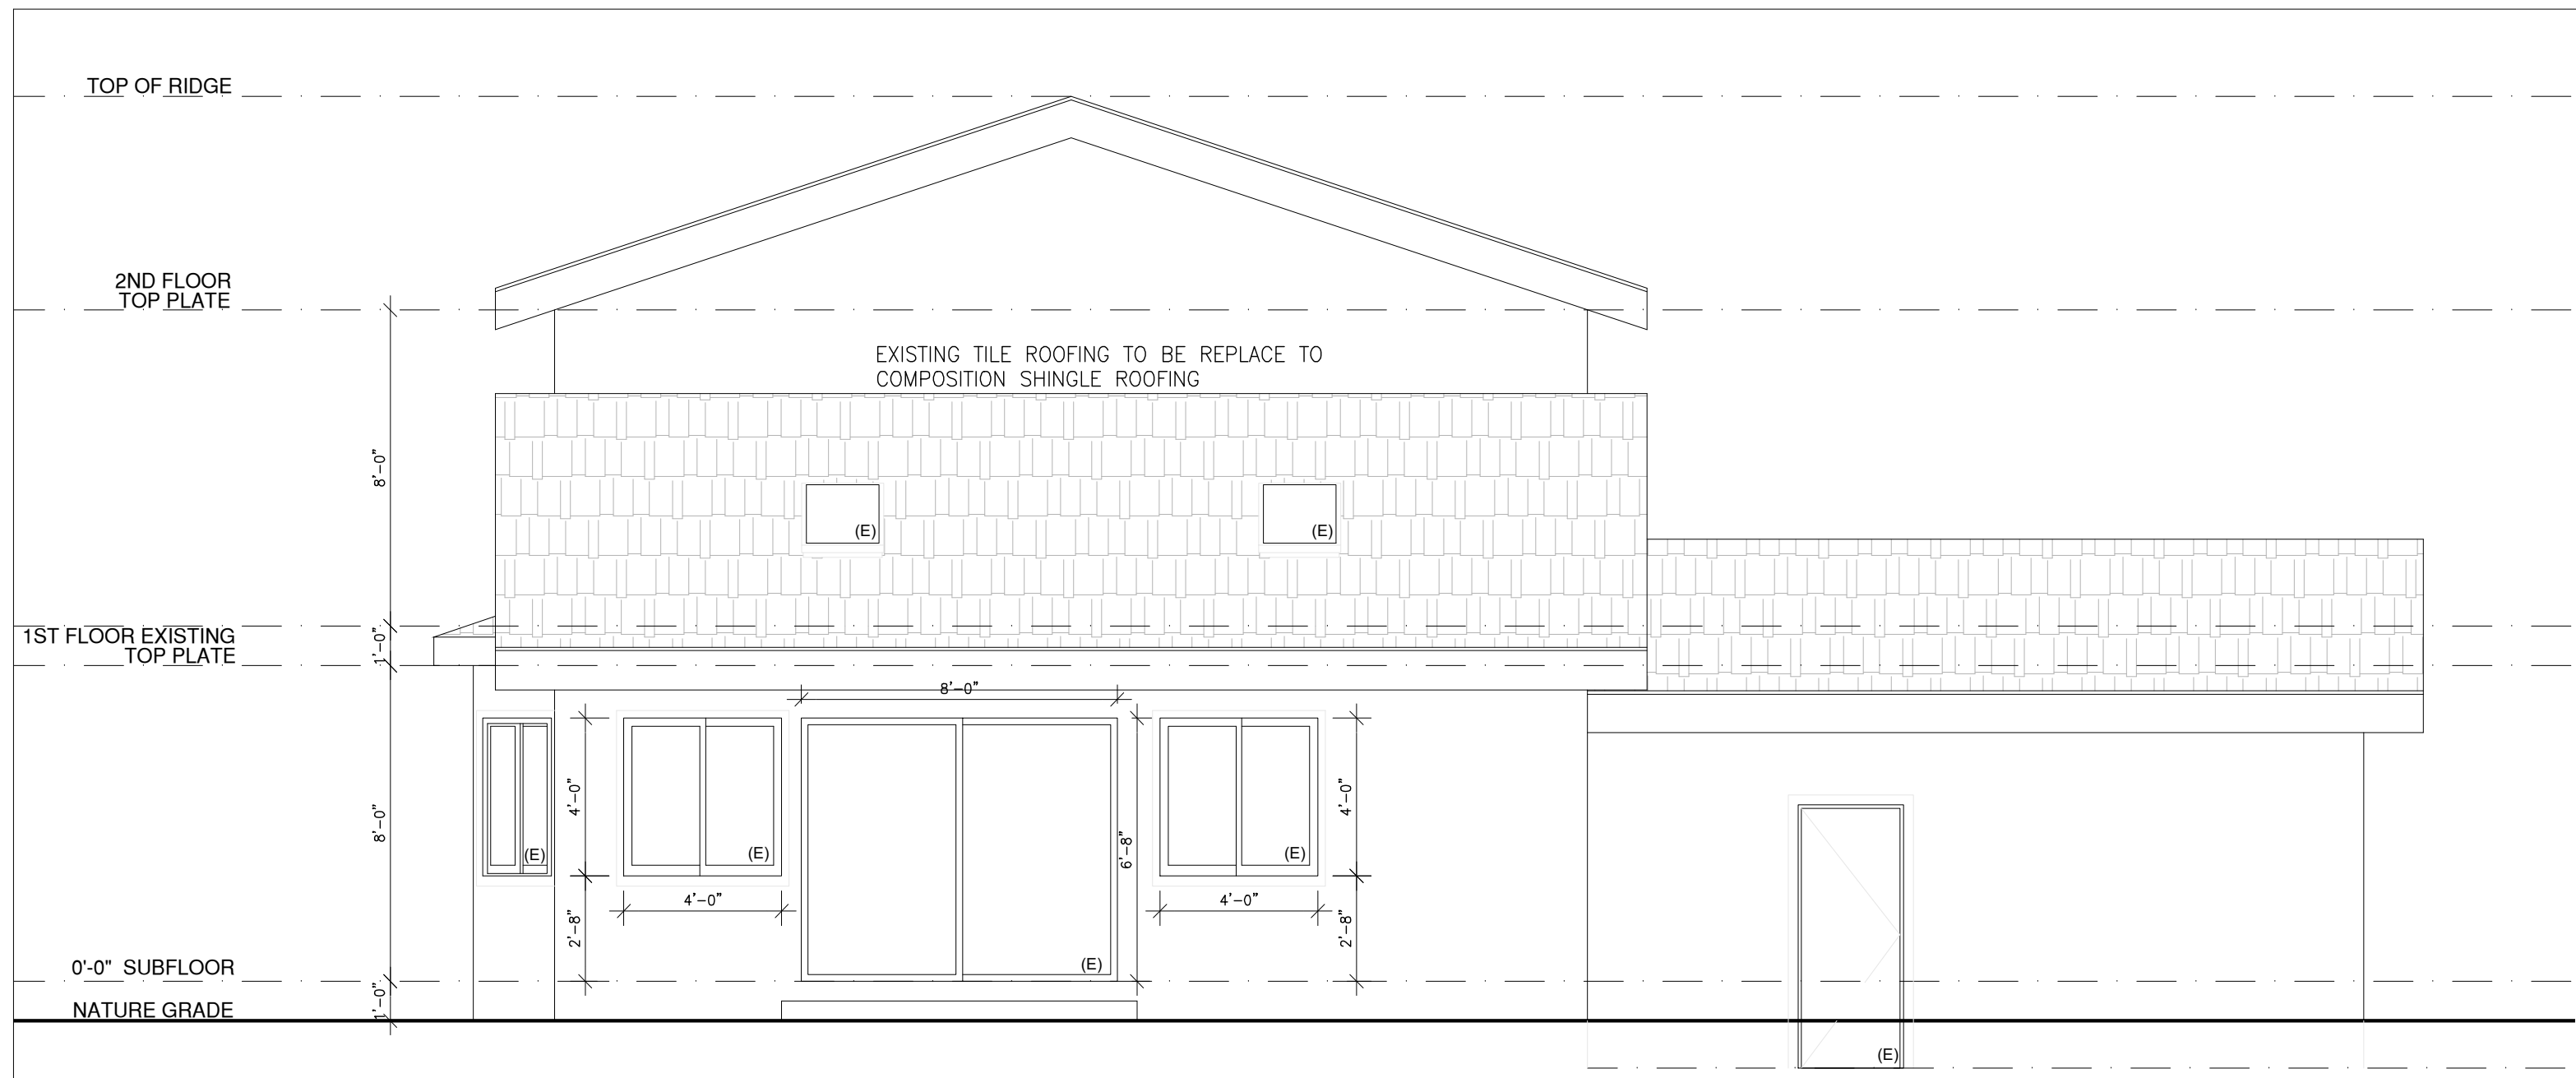 TOP OF RIDGE
2ND FLOOR
TOP PLATE
EXISTING TILE ROOFING TO BE REPLACE TO
COMPOSITION SHINGLE ROOFING
8'-0"
(E)
(E)
1ST FLOOR EXISTING
TOP PLATE
1'-0"
8'-0"
8'-0"
4'-0"
4'-0"
6'-8"
(E)
(E)
(E)
4'-0"
4'-0"
2'-8"
2'-8"
(E)
0'-0" SUBFLOOR
NATURE GRADE
1'-0"
(E)